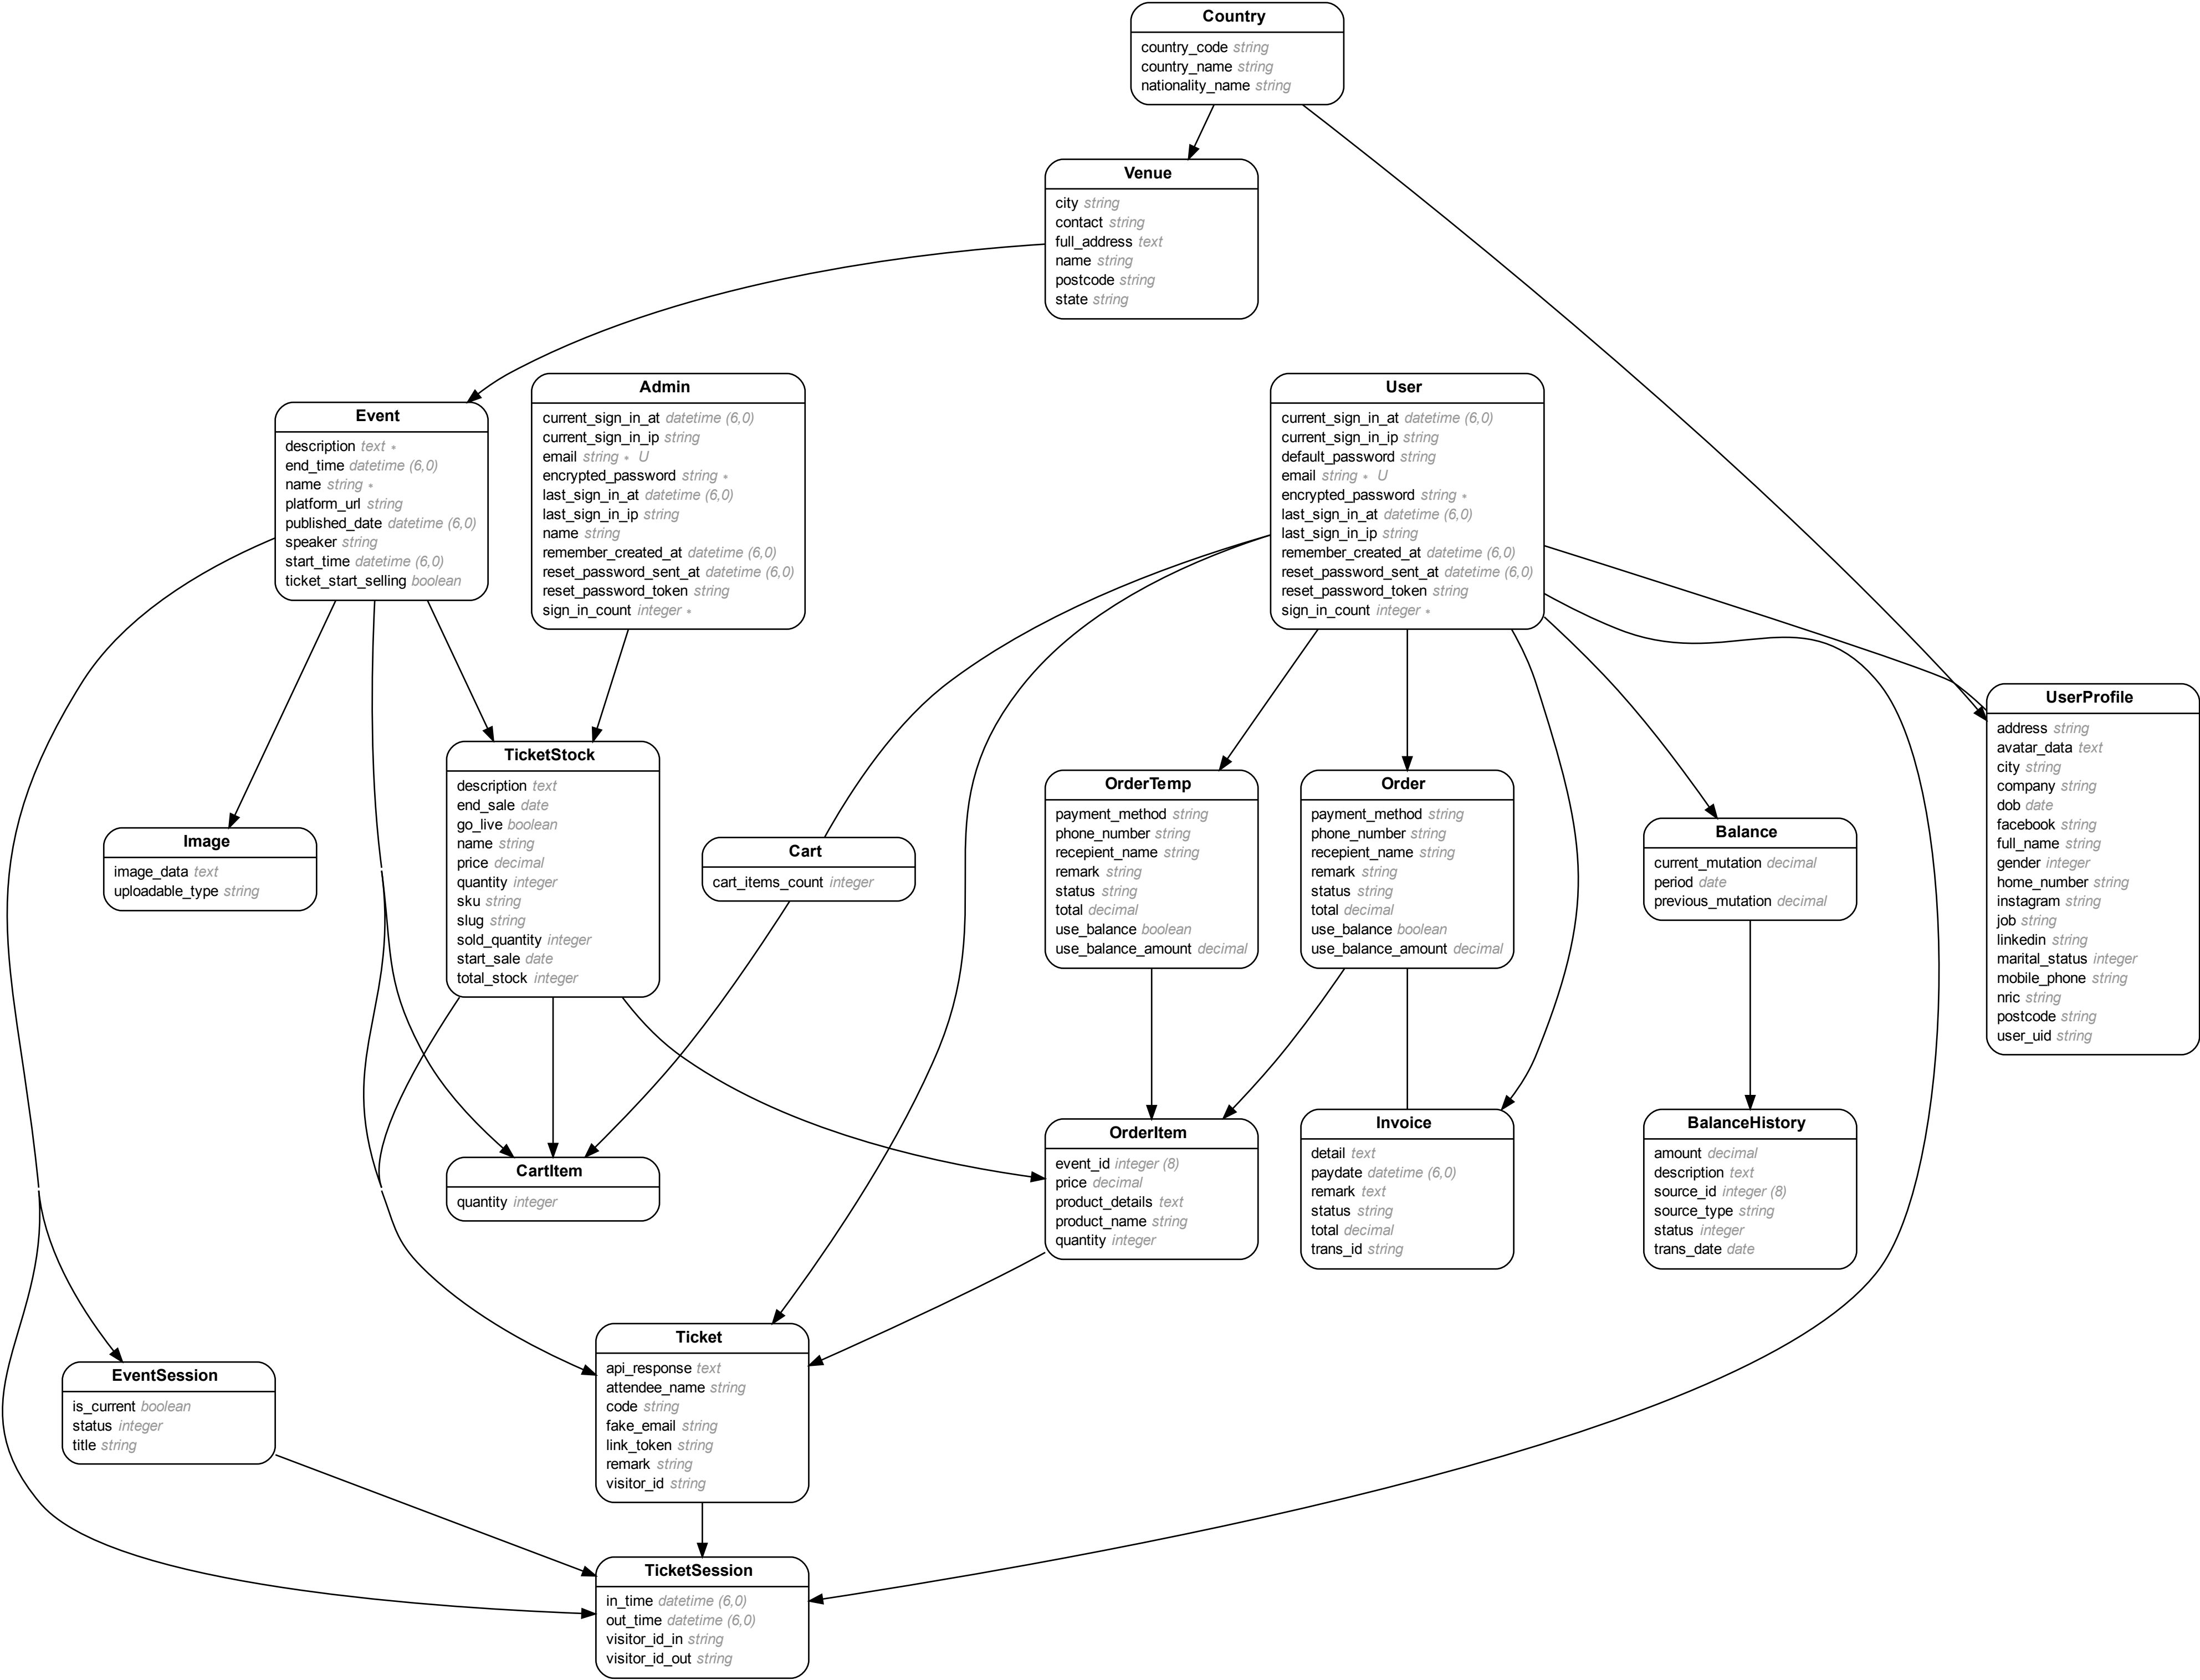 Country
country_code string
country_name string
nationality_name string
Venue
city string
contact string
full_address text
name string
postcode string
state string
Event
description text *
end_time datetime (6,0)
name string *
platform_url string
published_date datetime (6,0)
speaker string
start_time datetime (6,0)
ticket_start_selling boolean
Admin
current_sign_in_at datetime (6,0)
current_sign_in_ip string
email string * U
encrypted_password string *
last_sign_in_at datetime (6,0)
last_sign_in_ip string
name string
remember_created_at datetime (6,0)
reset_password_sent_at datetime (6,0)
reset_password_token string
sign_in_count integer *
User
current_sign_in_at datetime (6,0)
current_sign_in_ip string
default_password string
email string * U
encrypted_password string *
last_sign_in_at datetime (6,0)
last_sign_in_ip string
remember_created_at datetime (6,0)
reset_password_sent_at datetime (6,0)
reset_password_token string
sign_in_count integer *
UserProfile
address string
avatar_data text
city string
company string
dob date
facebook string
full_name string
gender integer
home_number string
instagram string
job string
linkedin string
marital_status integer
mobile_phone string
nric string
postcode string
user_uid string
TicketStock
description text
end_sale date
go_live boolean
name string
price decimal
quantity integer
sku string
slug string
sold_quantity integer
start_sale date
total_stock integer
OrderTemp
payment_method string
phone_number string
recepient_name string
remark string
status string
total decimal
use_balance boolean
use_balance_amount decimal
Order
payment_method string
phone_number string
recepient_name string
remark string
status string
total decimal
use_balance boolean
use_balance_amount decimal
Balance
current_mutation decimal
period date
previous_mutation decimal
Image
image_data text
uploadable_type string
Cart
cart_items_count integer
CartItem
quantity integer
OrderItem
event_id integer (8)
price decimal
product_details text
product_name string
quantity integer
Invoice
detail text
paydate datetime (6,0)
remark text
status string
total decimal
trans_id string
BalanceHistory
amount decimal
description text
source_id integer (8)
source_type string
status integer
trans_date date
Ticket
api_response text
attendee_name string
code string
fake_email string
link_token string
remark string
visitor_id string
EventSession
is_current boolean
status integer
title string
TicketSession
in_time datetime (6,0)
out_time datetime (6,0)
visitor_id_in string
visitor_id_out string